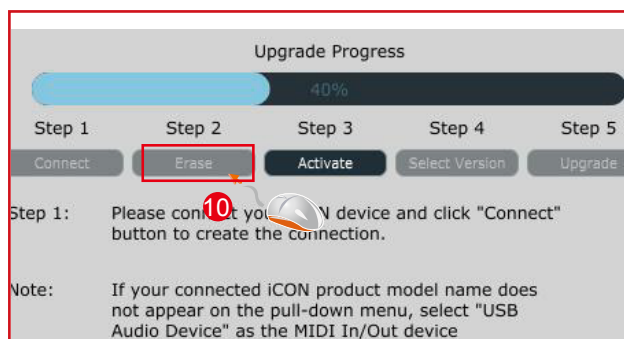 Upgrade Progress
40%
Step 1 Step 2 Step 3 Step 4 Step 5
Connect Erase Activate Select Version Upgrade
10
Step 1: Please connect yo N device and click "Connect"
button to create the connection.
Note: If your connected iCON product model name does
not appear on the pull-down menu, select "USB
Audio Device" as the MIDI In/Out device